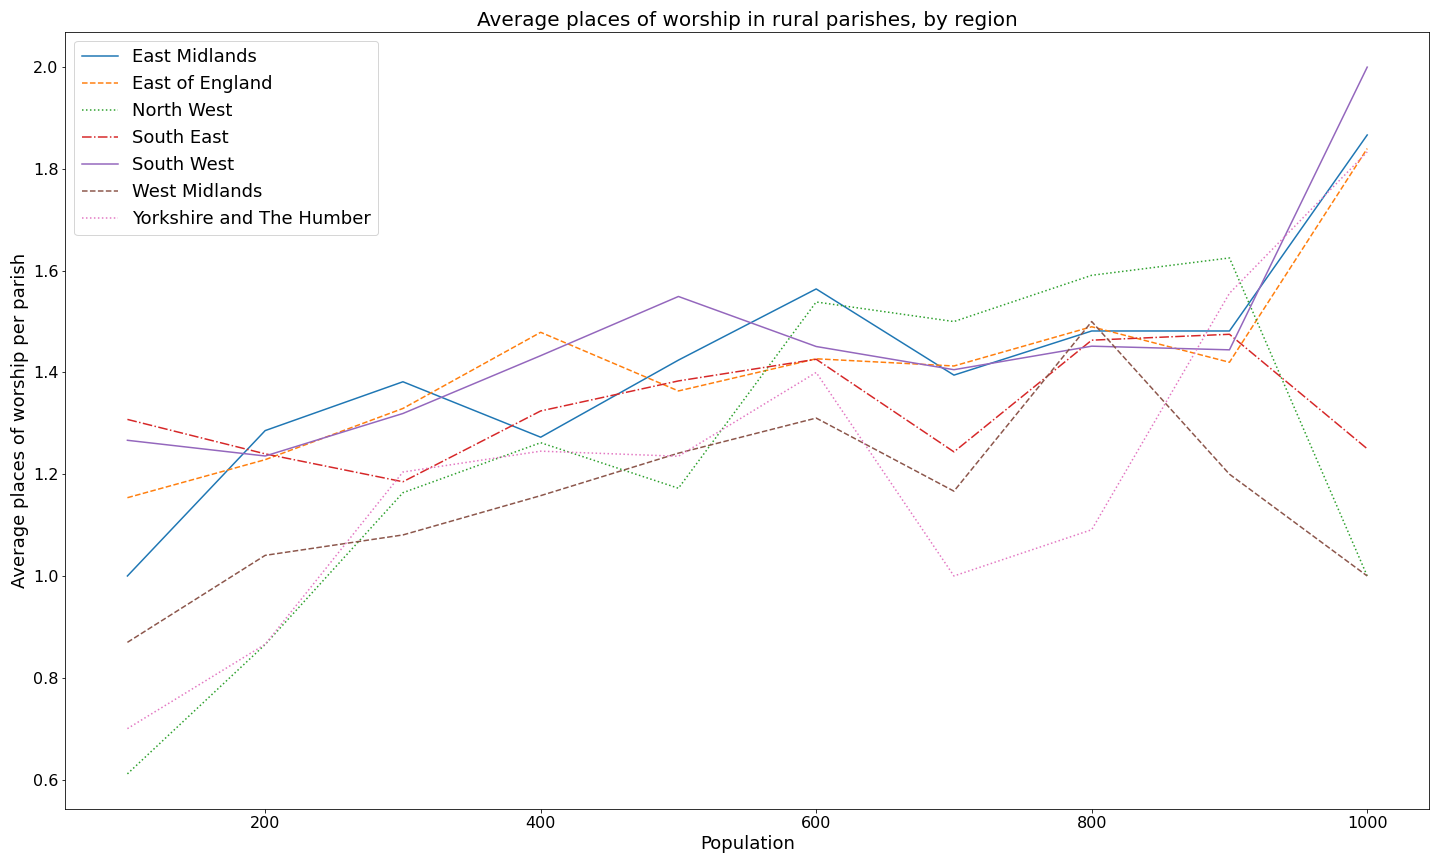 Average places of worship in rural parishes, by region
East Midlands
East of England
North West
South East
South West
West Midlands
Yorkshire and The Humber
Average places of worship per parish
2.0
1.8
1.6
1.4
1.2
1.0
0.8
0.6
200
400
600
800
1000
Population